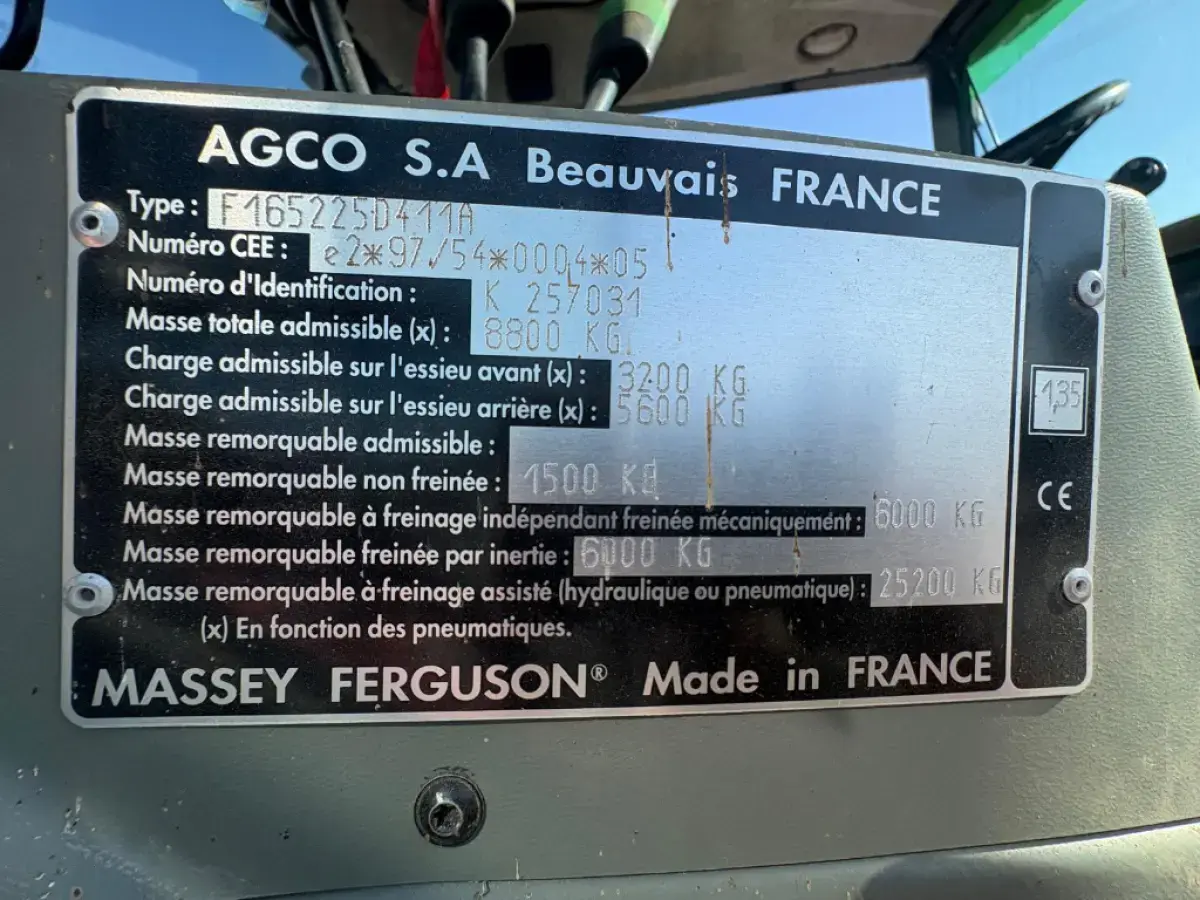 AGCO S.A Beauvais FRANCE
Type : F165225D411A
Numéro CEE : e2*97/54*0004*05
Numéro d'Identification : K 257031
Masse totale admissible (x) : 8800 KG
Charge admissible sur l'essieu avant (x) : 3200 KG
Charge admissible sur l'essieu arrière (x) : 5600 KG
Masse remorquable admissible :
Masse remorquable non freinée : 1500 KG
Masse remorquable à freinage indépendant freinée mécaniquement : 6000 KG
Masse remorquable freinée par inertie : 6000 KG
Masse remorquable à freinage assisté (hydraulique ou pneumatique) : 25200 KG
(x) En fonction des pneumatiques.
MASSEY FERGUSON® Made in FRANCE
1,35
CE